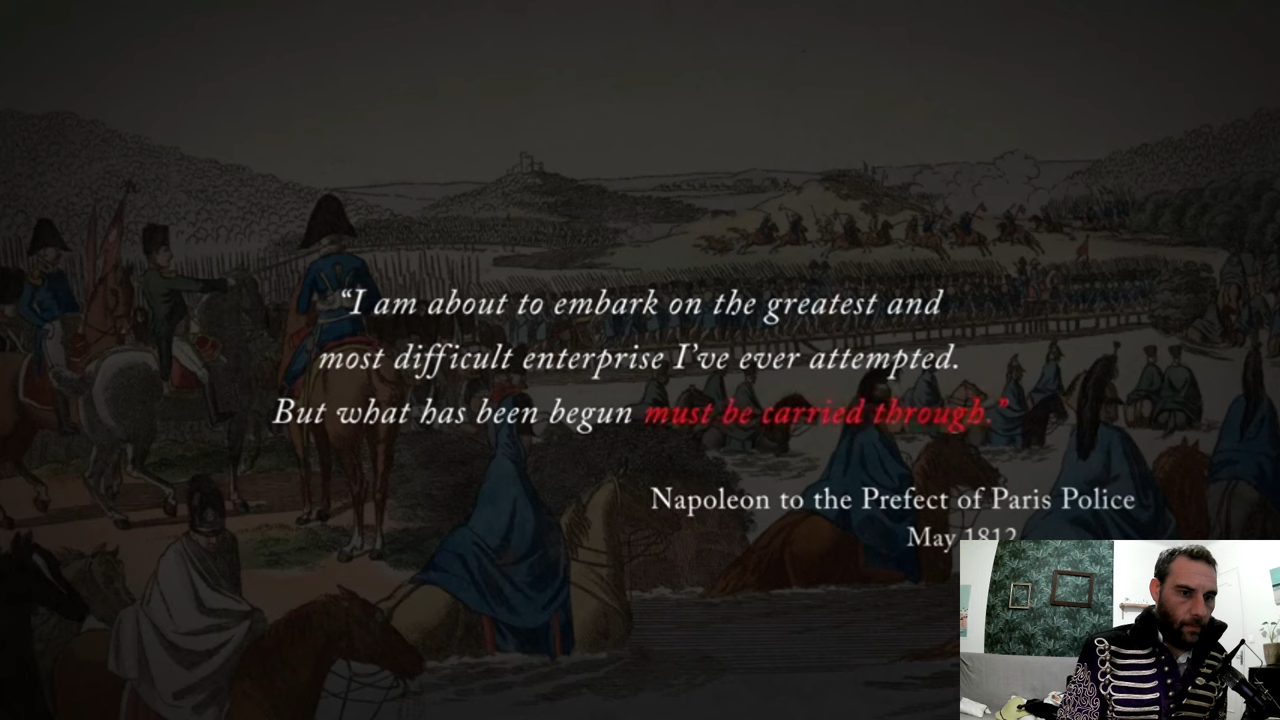 “I am about to embark on the greatest and
most difficult enterprise I’ve ever attempted.
But what has been begun must be carried through.”
Napoleon to the Prefect of Paris Police
May 1812